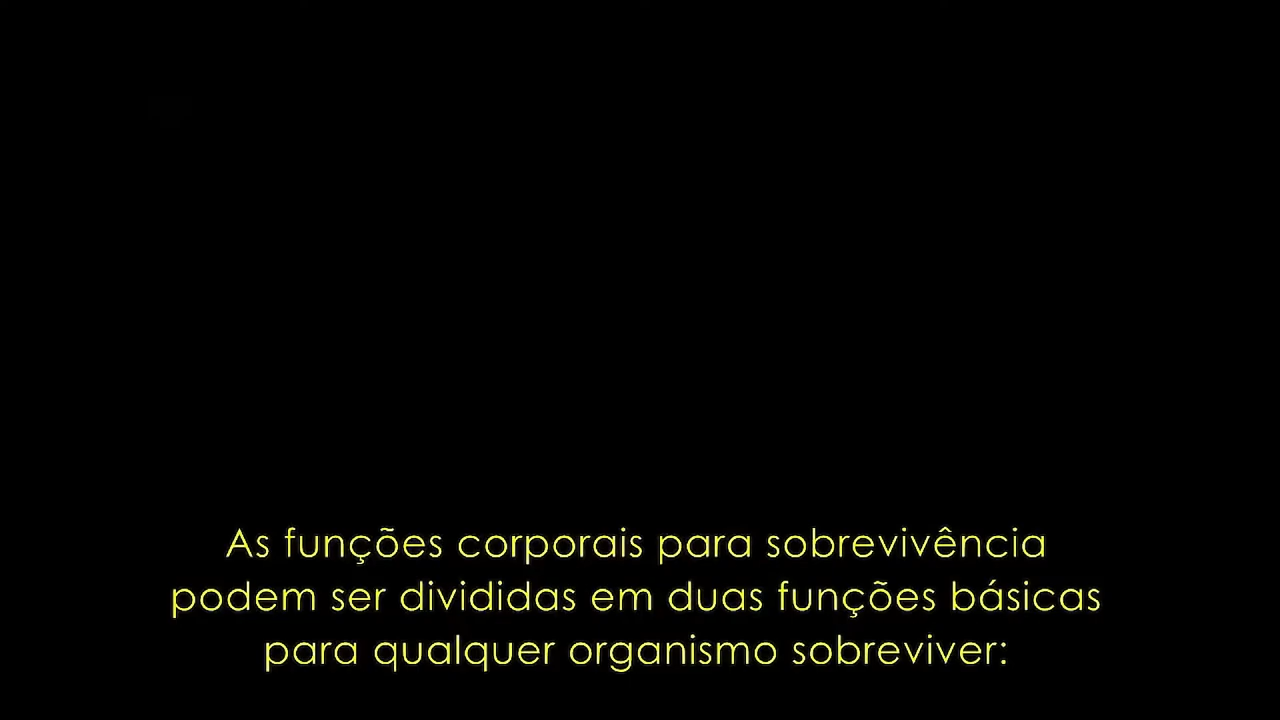 As funções corporais para sobrevivência
podem ser divididas em duas funções básicas
para qualquer organismo sobreviver: